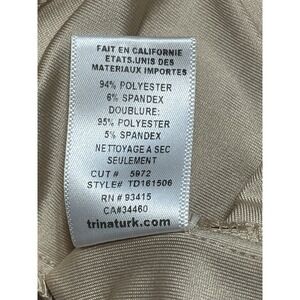 FAIT EN CALIFORNIE
ETATS.UNIS DES
MATERIAUX IMPORTES
94% POLYESTER
6% SPANDEX
DOUBLURE:
95% POLYESTER
5% SPANDEX
NETTOYAGE A SEC
SEULEMENT
CUT # 5972
STYLE# TD161506
RN # 93415
CA#34460
trinaturk.com